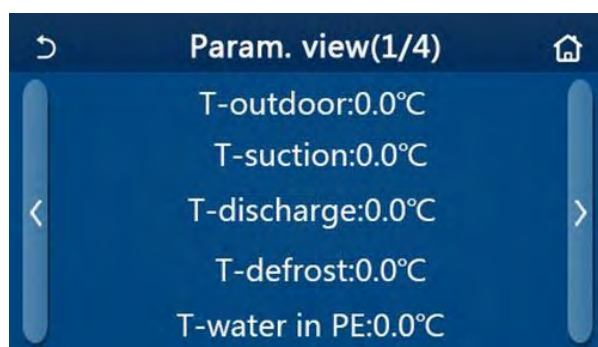 Param. view(1/4)
T-outdoor:0.0℃
T-suction:0.0℃
T-discharge:0.0℃
T-defrost:0.0℃
T-water in PE:0.0℃